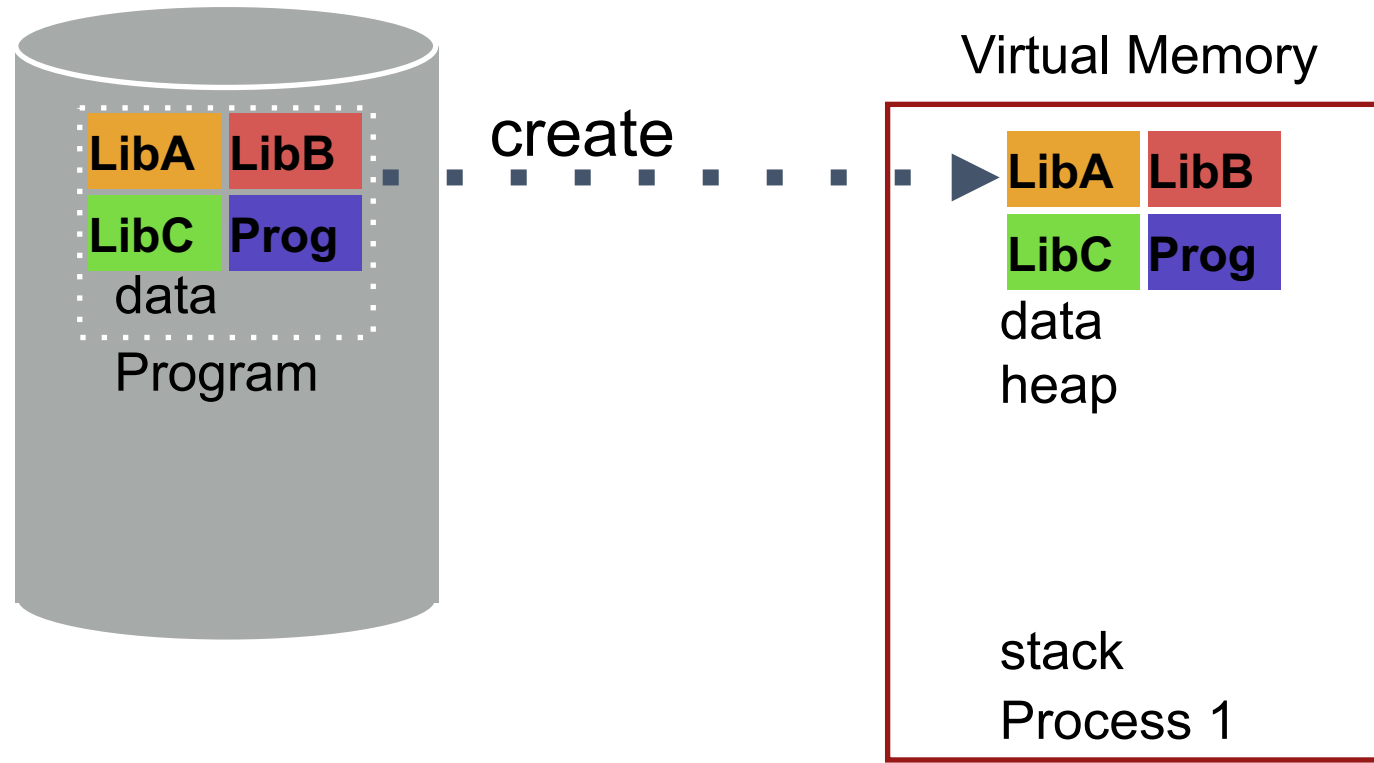 LibA LibB
LibC Prog
data
Program
create
Virtual Memory
LibA LibB
LibC Prog
data
heap
stack
Process 1